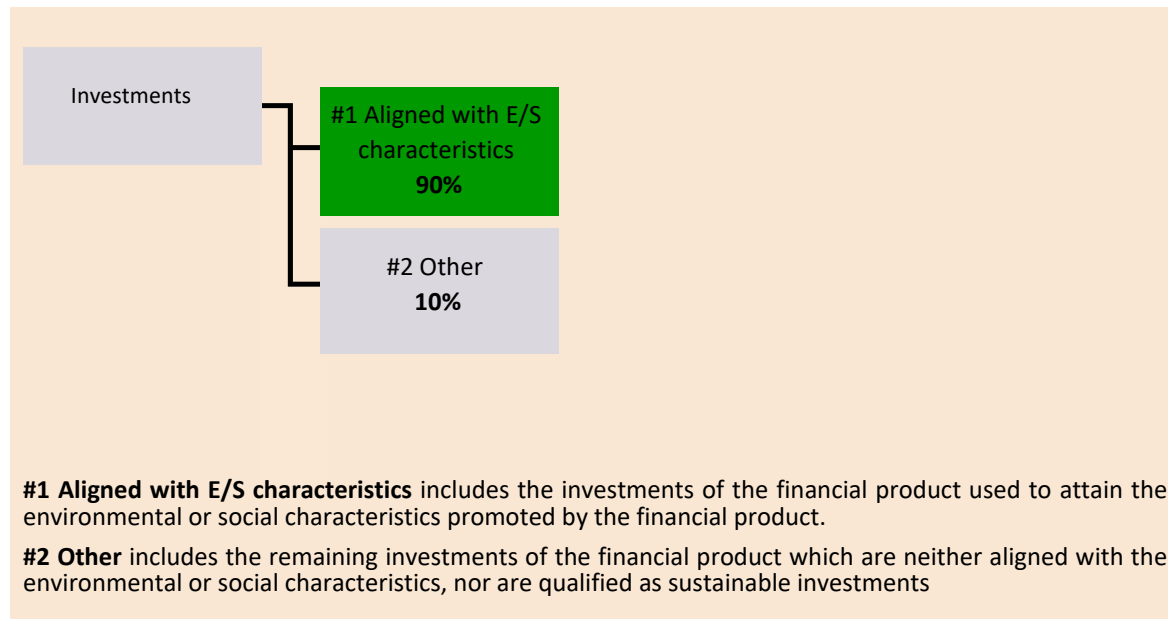 Investments
#1 Aligned with E/S
characteristics
90%
#2 Other
10%
#1 Aligned with E/S characteristics includes the investments of the financial product used to attain the
environmental or social characteristics promoted by the financial product.
#2 Other includes the remaining investments of the financial product which are neither aligned with the
environmental or social characteristics, nor are qualified as sustainable investments